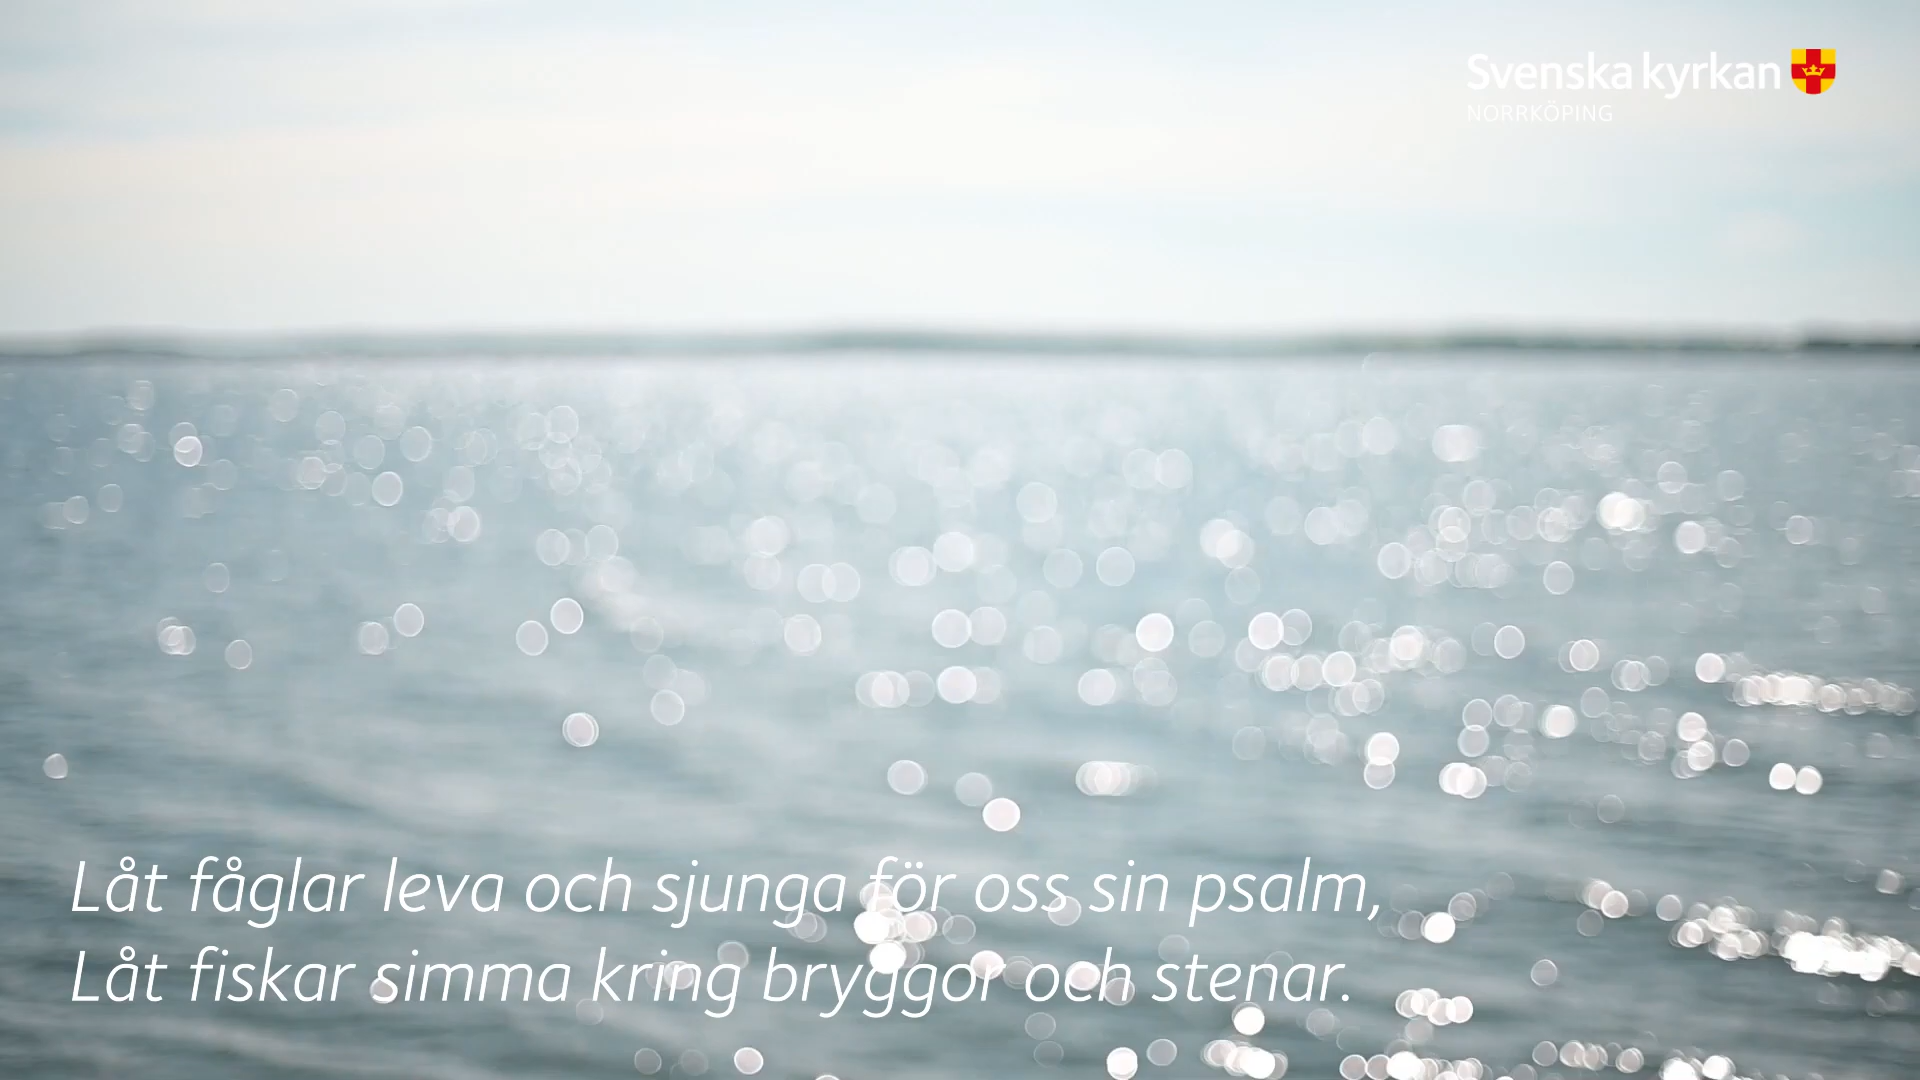 Svenska kyrkan
NORRKÖPING
Låt fåglar leva och sjunga för oss sin psalm,
Låt fiskar simma kring bryggor och stenar.